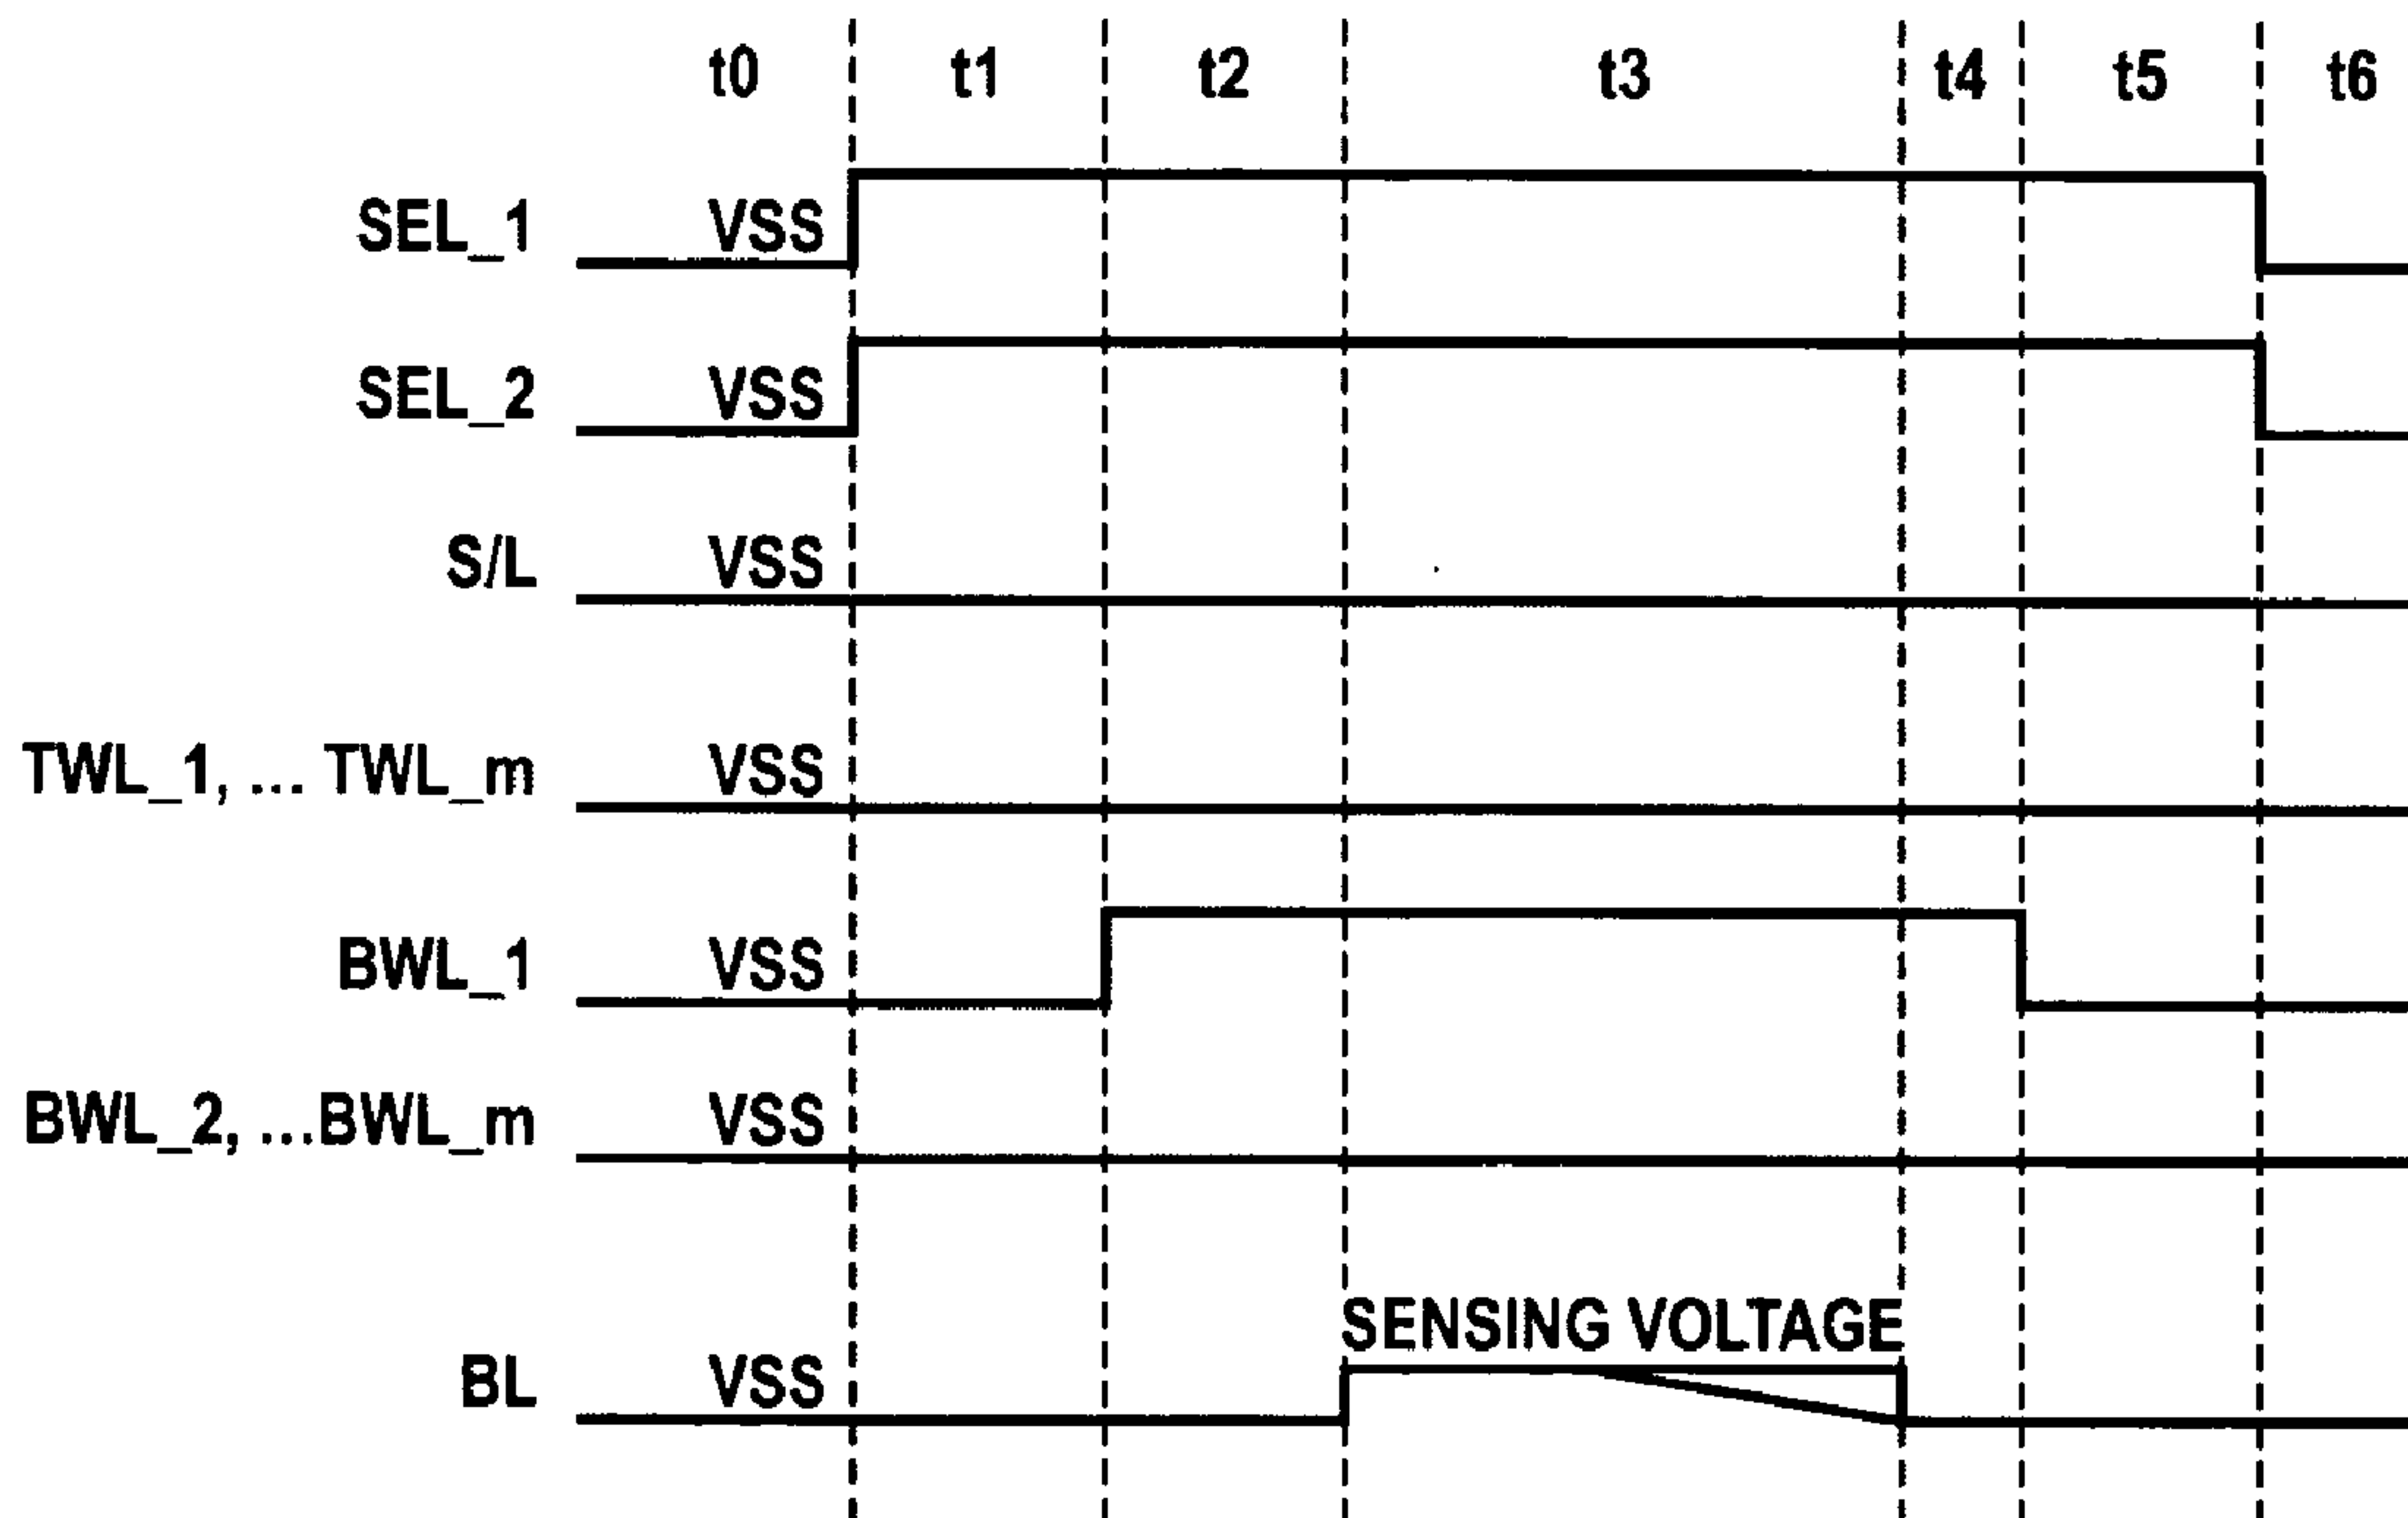 t0 t1 t2 t3 t4 t5 t6
SEL_1 VSS
SEL_2 VSS
S/L VSS
TWL_1, ... TWL_m VSS
BWL_1 VSS
BWL_2, ...BWL_m VSS
SENSING VOLTAGE
BL VSS